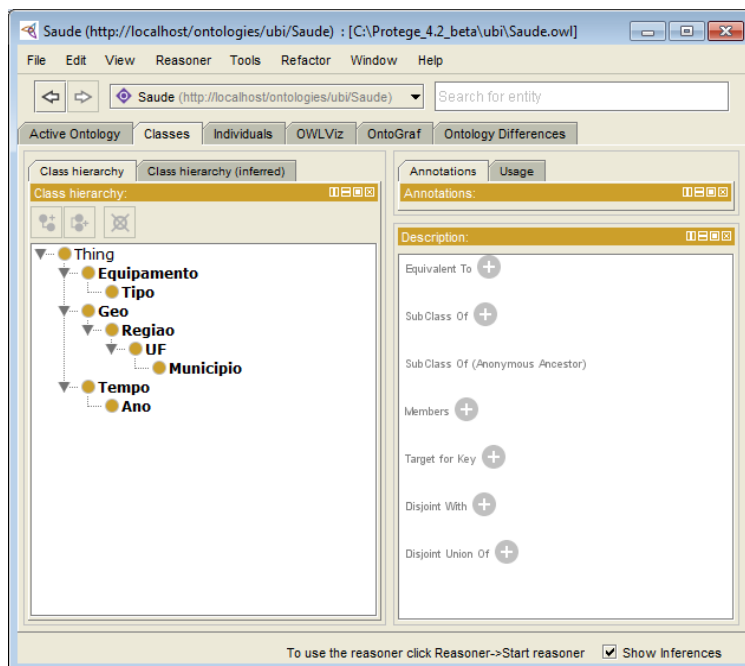 Saude (http://localhost/ontologies/ubi/Saude) : [C:\Protege_4.2_beta\ubi\Saude.owl]
File Edit View Reasoner Tools Refactor Window Help
Saude (http://localhost/ontologies/ubi/Saude) Search for entity
Active Ontology Classes Individuals OWLViz OntoGraf Ontology Differences
Class hierarchy Class hierarchy (inferred)
Class hierarchy:
Thing
Equipamento
Tipo
Geo
Regiao
UF
Municipio
Tempo
Ano
Annotations Usage
Annotations:
Description:
Equivalent To
SubClass Of
SubClass Of (Anonymous Ancestor)
Members
Target for Key
Disjoint With
Disjoint Union Of
To use the reasoner click Reasoner->Start reasoner Show Inferences